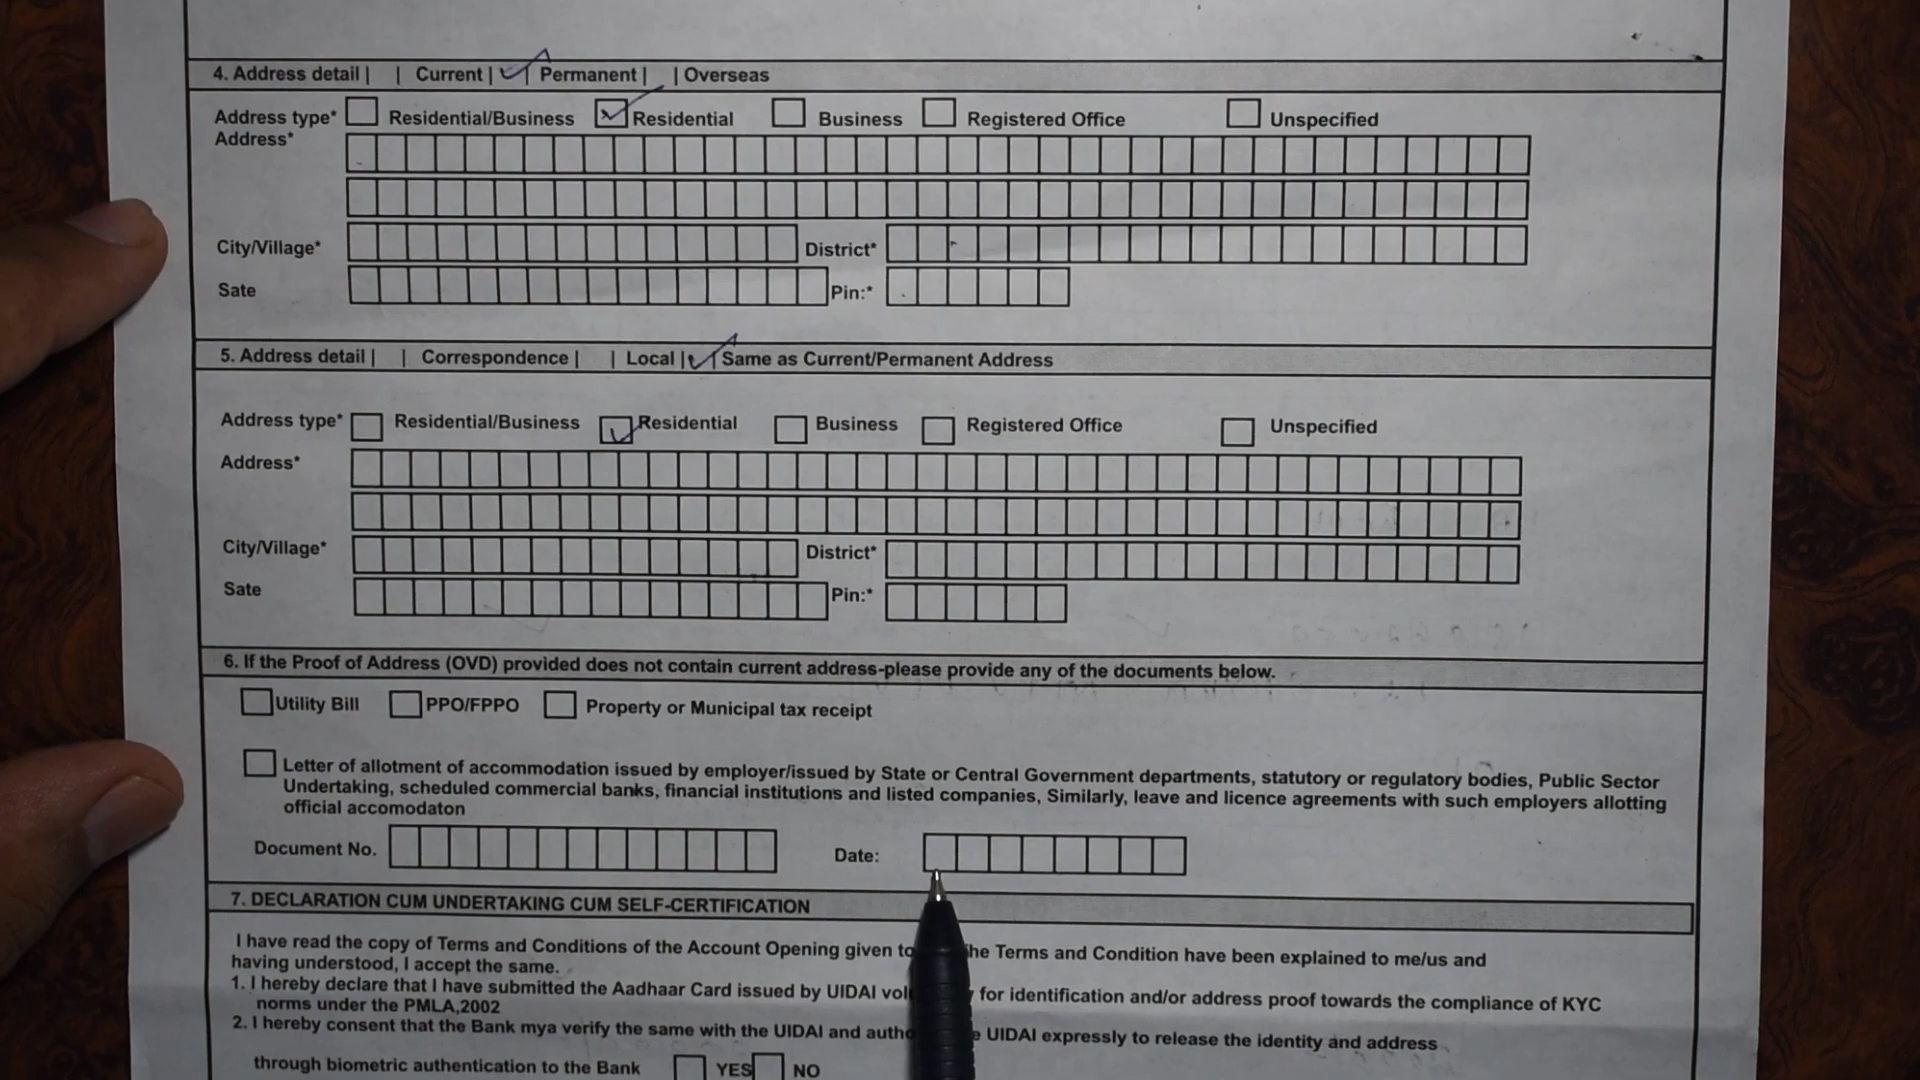 4. Address detail | | Current | | Permanent | | Overseas
Address type* Residential/Business Residential Business Registered Office Unspecified
Address*
City/Village* District*
Sate Pin:*
5. Address detail | | Correspondence | | Local | | Same as Current/Permanent Address
Address type* Residential/Business Residential Business Registered Office Unspecified
Address*
City/Village* District*
Sate Pin:*
6. If the Proof of Address (OVD) provided does not contain current address-please provide any of the documents below.
Utility Bill PPO/FPPO Property or Municipal tax receipt
Letter of allotment of accommodation issued by employer/issued by State or Central Government departments, statutory or regulatory bodies, Public Sector
Undertaking, scheduled commercial banks, financial institutions and listed companies, Similarly, leave and licence agreements with such employers allotting
official accomodaton
Document No. Date:
7. DECLARATION CUM UNDERTAKING CUM SELF-CERTIFICATION
I have read the copy of Terms and Conditions of the Account Opening given to he Terms and Condition have been explained to me/us and
having understood, I accept the same.
1. I hereby declare that I have submitted the Aadhaar Card issued by UIDAI vol for identification and/or address proof towards the compliance of KYC
norms under the PMLA,2002
2. I hereby consent that the Bank mya verify the same with the UIDAI and autho e UIDAI expressly to release the identity and address
through biometric authentication to the Bank YES NO